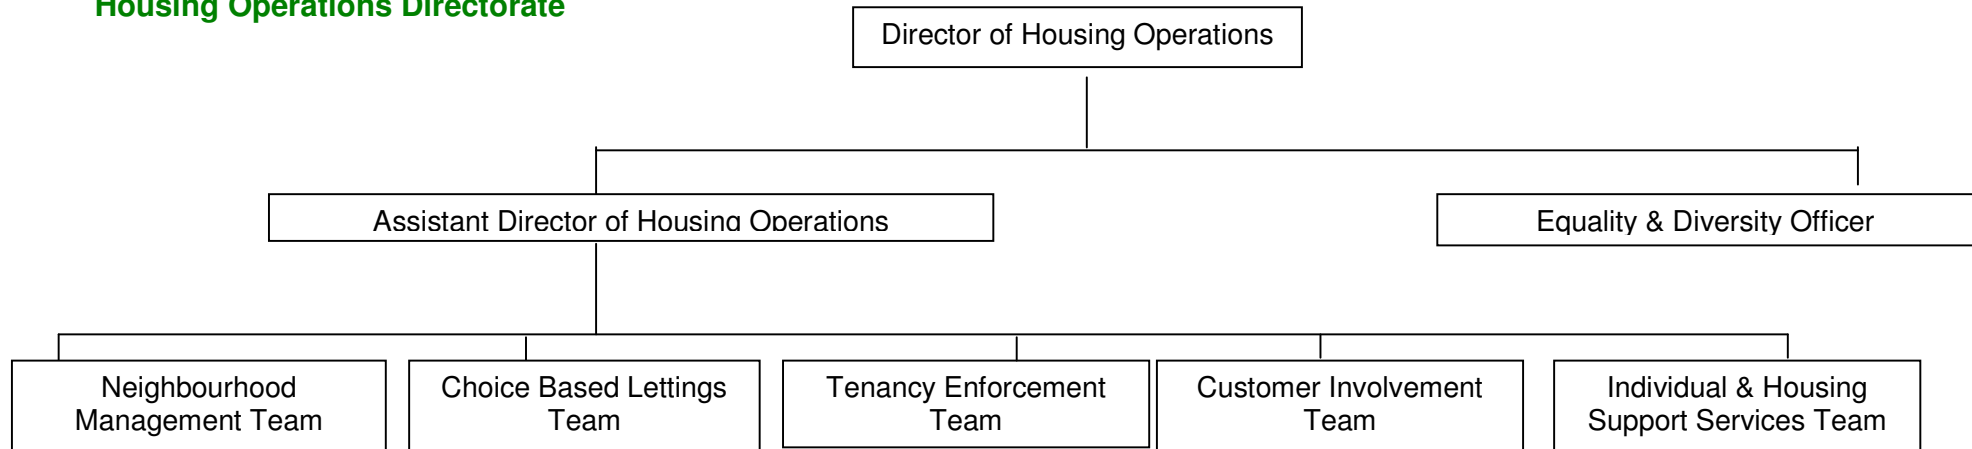 Housing Operations Directorate
Director of Housing Operations
Assistant Director of Housing Operations
Equality & Diversity Officer
Neighbourhood
Management Team
Choice Based Lettings
Team
Tenancy Enforcement
Team
Customer Involvement
Team
Individual & Housing
Support Services Team